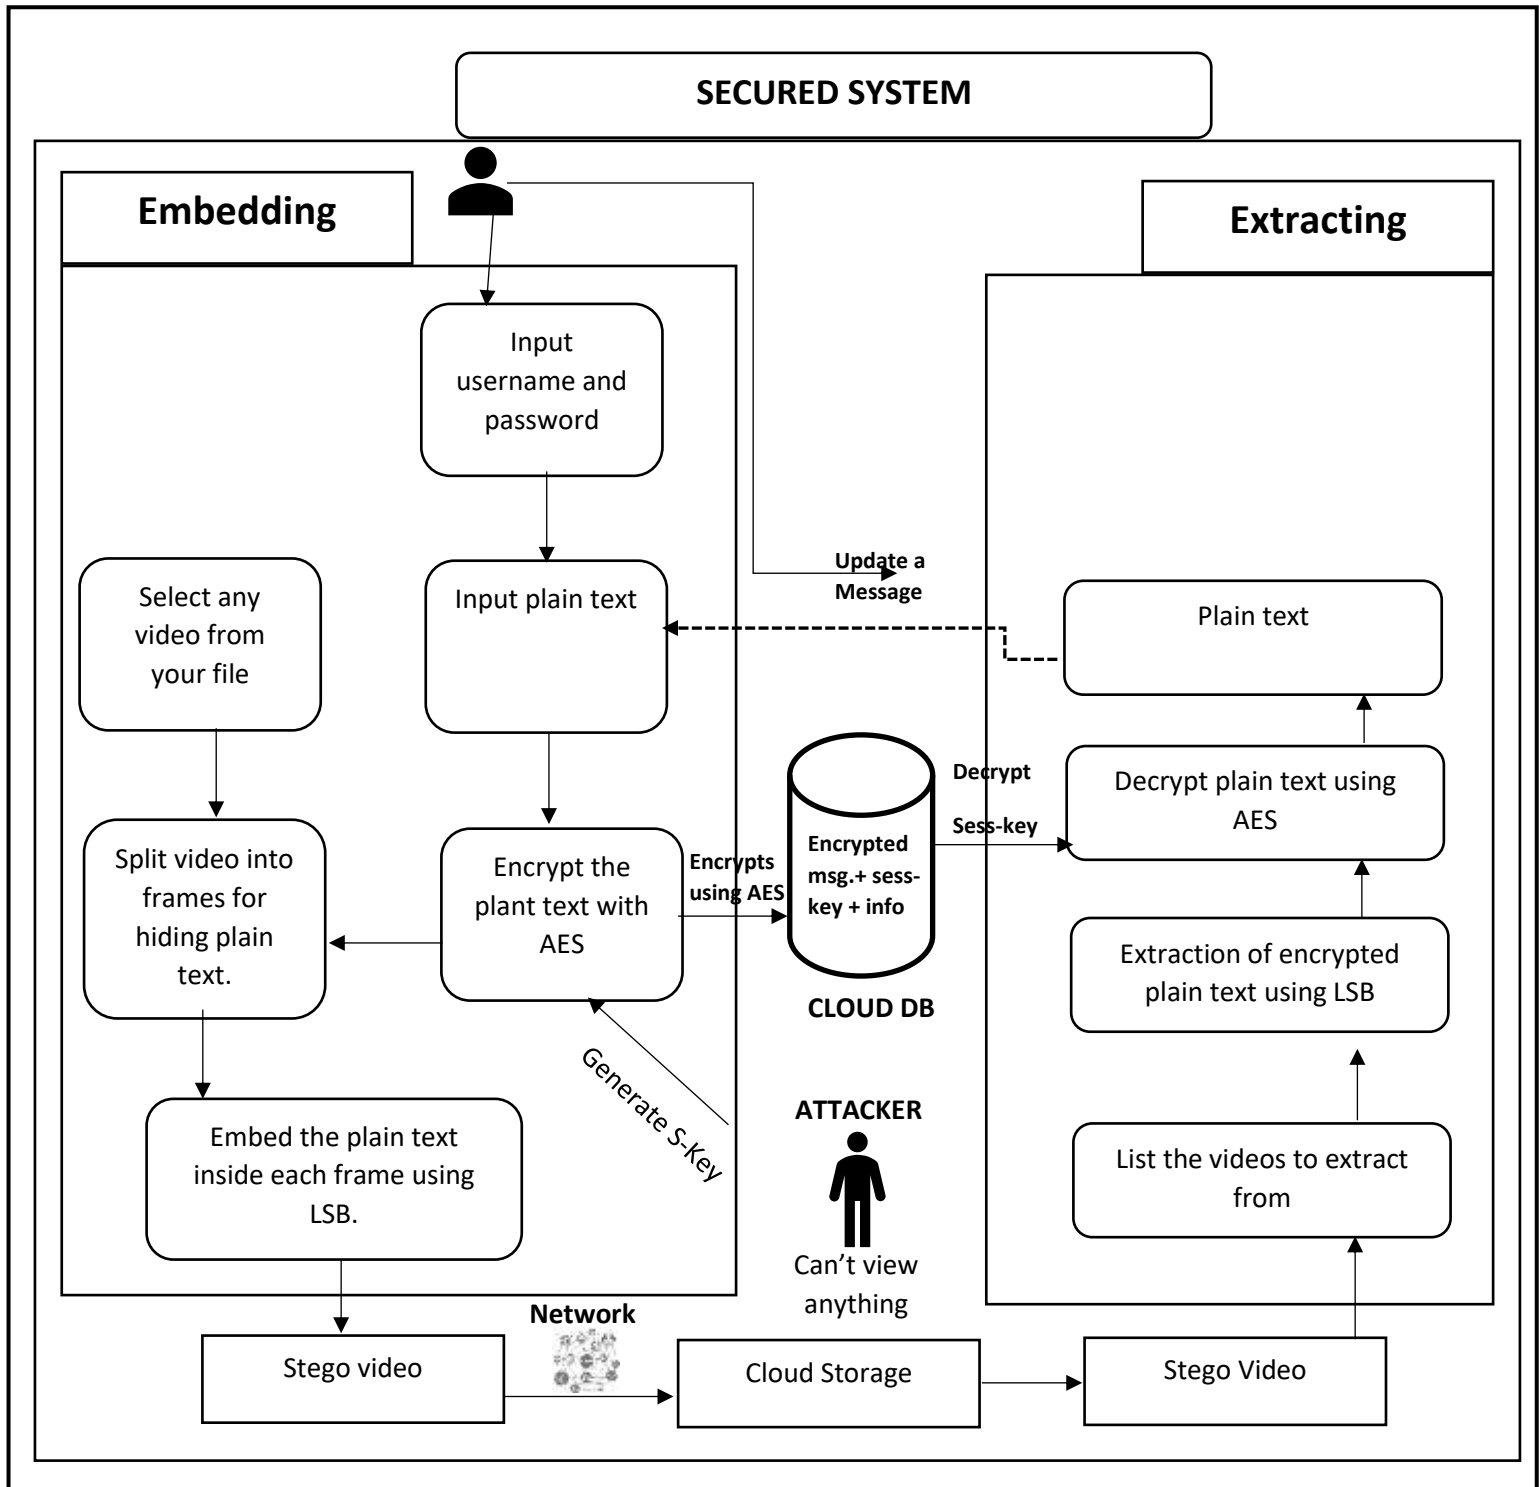 SECURED SYSTEM
Embedding
Extracting
Input
username and
password
Select any
video from
your file
Input plain text
Update a
Message
Plain text
Split video into
frames for
hiding plain
text.
Encrypt the
plant text with
AES
Encrypts
using AES
Encrypted
msg.+ sess-
key + info
CLOUD DB
Decrypt
Sess-key
Decrypt plain text using
AES
Extraction of encrypted
plain text using LSB
Generate S-Key
Embed the plain text
inside each frame using
LSB.
ATTACKER
Can’t view
anything
List the videos to extract
from
Network
Stego video
Cloud Storage
Stego Video